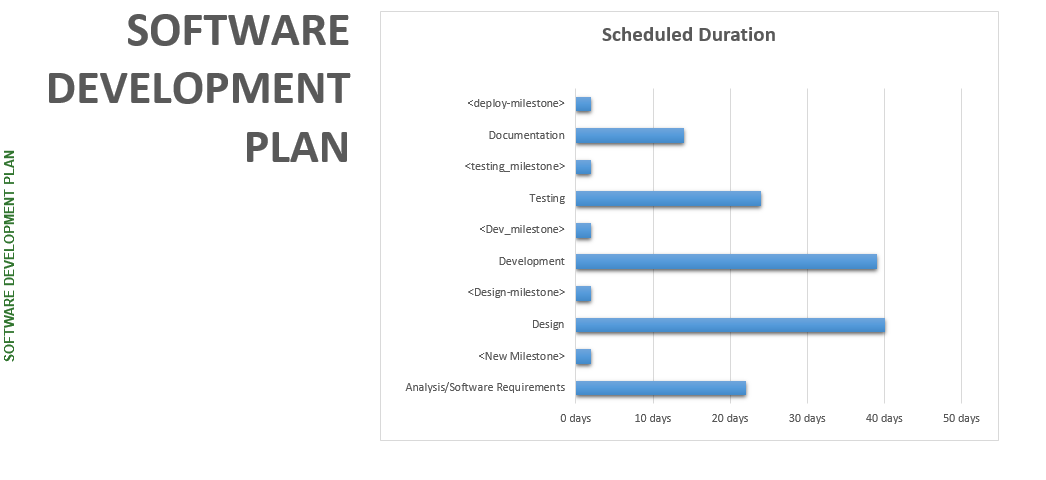 SOFTWARE
DEVELOPMENT
PLAN
SOFTWARE DEVELOPMENT PLAN
Scheduled Duration
<deploy-milestone>
Documentation
<testing_milestone>
Testing
<Dev_milestone>
Development
<Design-milestone>
Design
<New Milestone>
Analysis/Software Requirements
0 days 10 days 20 days 30 days 40 days 50 days